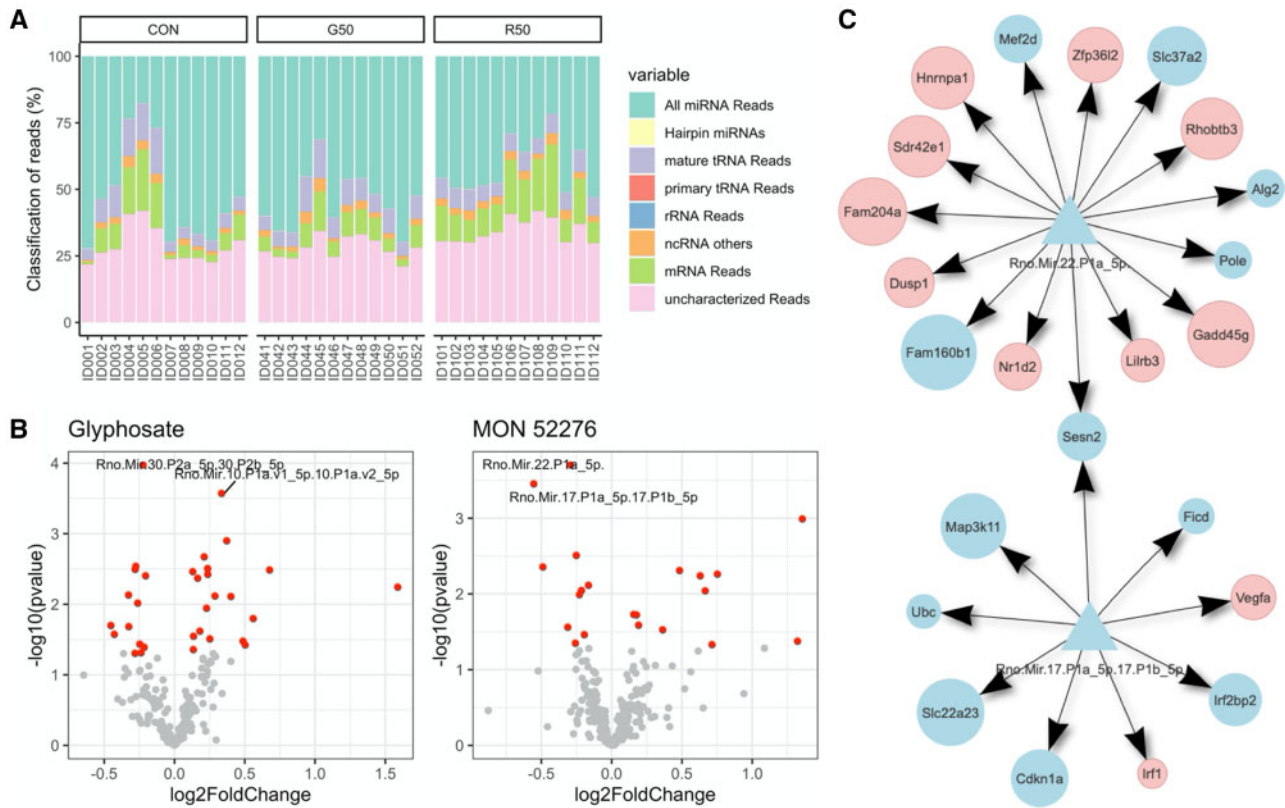 A
CON
G50
R50
Classification of reads (%)
100
75
50
25
0
ID001
ID002
ID003
ID004
ID005
ID006
ID007
ID008
ID009
ID010
ID011
ID012
ID041
ID042
ID043
ID044
ID045
ID046
ID047
ID048
ID049
ID050
ID051
ID052
ID101
ID102
ID103
ID104
ID105
ID106
ID107
ID108
ID109
ID110
ID111
ID112
variable
All miRNA Reads
Hairpin miRNAs
mature tRNA Reads
primary tRNA Reads
rRNA Reads
ncRNA others
mRNA Reads
uncharacterized Reads
B
Glyphosate
Rno.Mir.30.P2a_5p.30.P2b_5p
Rno.Mir.10.P1a.v1_5p.10.P1a.v2_5p
-log10(pvalue)
4
3
2
1
0
-0.5
0.0
0.5
1.0
1.5
log2FoldChange
MON 52276
Rno.Mir.22.P1a_5p.
Rno.Mir.17.P1a_5p.17.P1b_5p
-log10(pvalue)
3
2
1
0
-0.5
0.0
0.5
1.0
log2FoldChange
C
Mef2d
Zfp36l2
Slc37a2
Hnrnpa1
Rhobtb3
Sdr42e1
Alg2
Fam204a
Rno.Mir.22.P1a_5p.
Pole
Dusp1
Gadd45g
Fam160b1
Nr1d2
Lilrb3
Sesn2
Map3k11
Ficd
Ubc
Vegfa
Rno.Mir.17.P1a_5p.17.P1b_5p
Slc22a23
Irf2bp2
Cdkn1a
Irf1